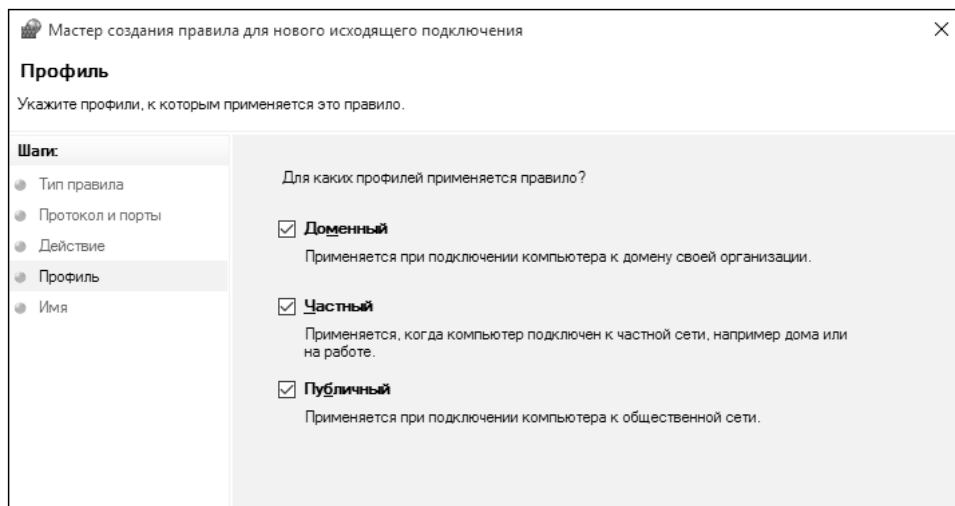 Мастер создания правила для нового исходящего подключения
Профиль
Укажите профили, к которым применяется это правило.
Шаги:
Тип правила
Протокол и порты
Действие
Профиль
Имя
Для каких профилей применяется правило?
Доменный
Применяется при подключении компьютера к домену своей организации.
Частный
Применяется, когда компьютер подключен к частной сети, например дома или
на работе.
Публичный
Применяется при подключении компьютера к общественной сети.